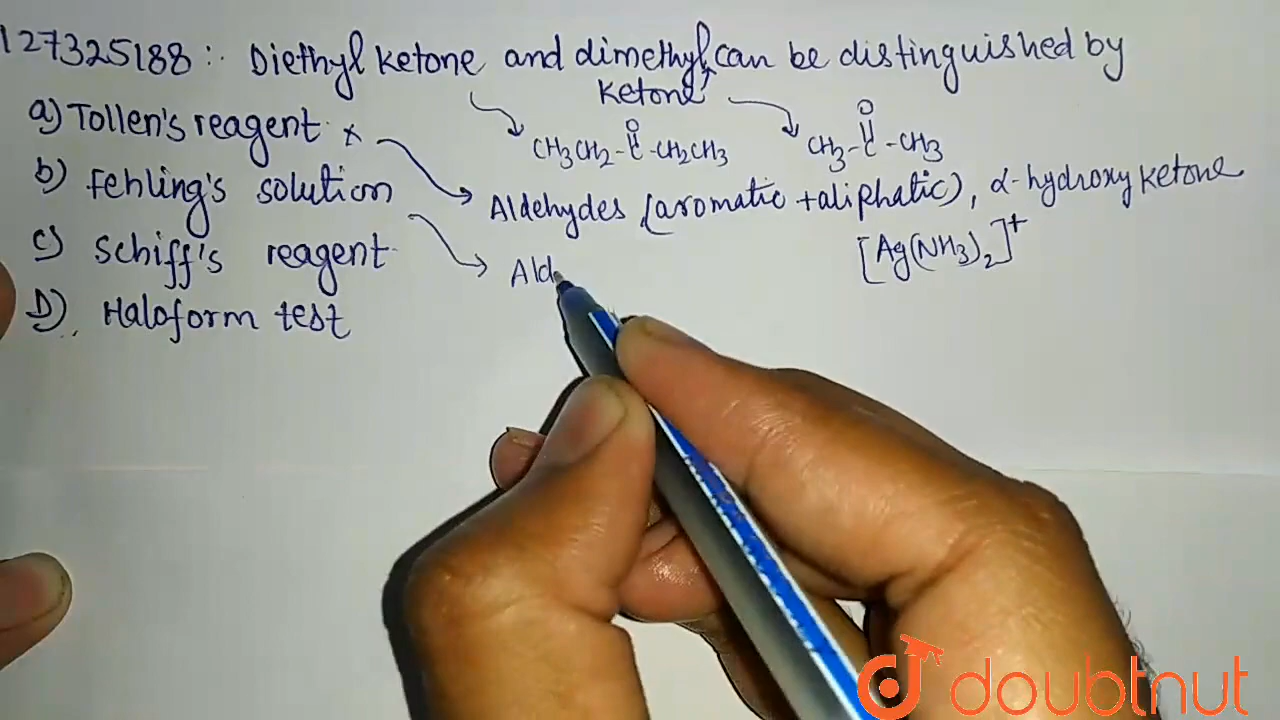 127325188:- Diethyl ketone and dimethyl can be distinguished by
ketone
a) Tollen's reagent x
CH3CH2-C-CH2CH3
O
CH3-C-CH3
O
b) Fehling's solution
Aldehydes (aromatic +aliphatic), α-hydroxy ketone
[Ag(NH3)2]+
c) Schiff's reagent
Ald
D) Haloform test
doubtnut